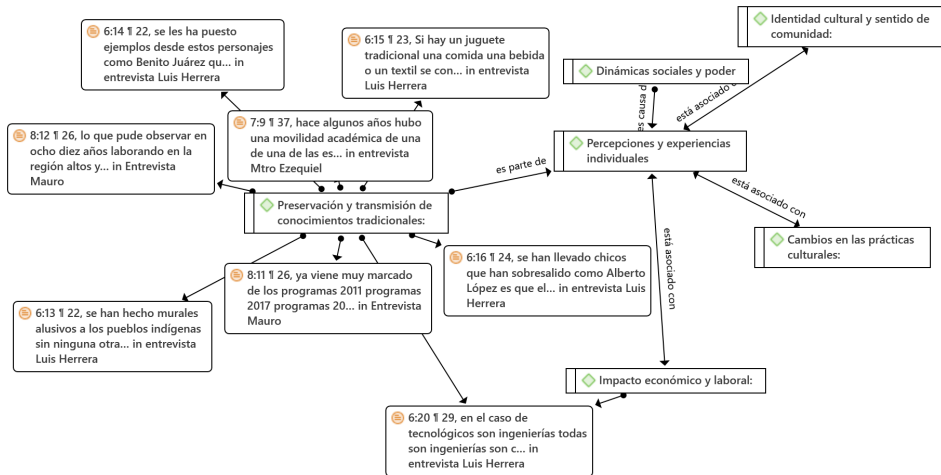 6:14 ¶ 22, se les ha puesto
ejemplos desde estos personajes
como Benito Juárez qu... in
entrevista Luis Herrera
6:15 ¶ 23, Si hay un juguete
tradicional una comida una bebida
o un textil se con... in entrevista
Luis Herrera
Identidad cultural y sentido de
comunidad:
Dinámicas sociales y poder
está asociado
es causa d
8:12 ¶ 26, lo que pude observar en
ocho diez años laborando en la
región altos y... in Entrevista
Mauro
7:9 ¶ 37, hace algunos años hubo
una movilidad académica de una
de una de las es... in entrevista
Mtro Ezequiel
Percepciones y experiencias
individuales
es parte de
Preservación y transmisión de
conocimientos tradicionales:
está asociado con
está asociado con
Cambios en las prácticas
culturales:
6:16 ¶ 24, se han llevado chicos
que han sobresalido como Alberto
López es que el... in entrevista Luis
Herrera
8:11 ¶ 26, ya viene muy marcado
de los programas 2011 programas
2017 programas 20... in Entrevista
Mauro
6:13 ¶ 22, se han hecho murales
alusivos a los pueblos indígenas
sin ninguna otra... in entrevista
Luis Herrera
Impacto económico y laboral:
6:20 ¶ 29, en el caso de
tecnológicos son ingenierías todas
son ingenierías son c... in
entrevista Luis Herrera